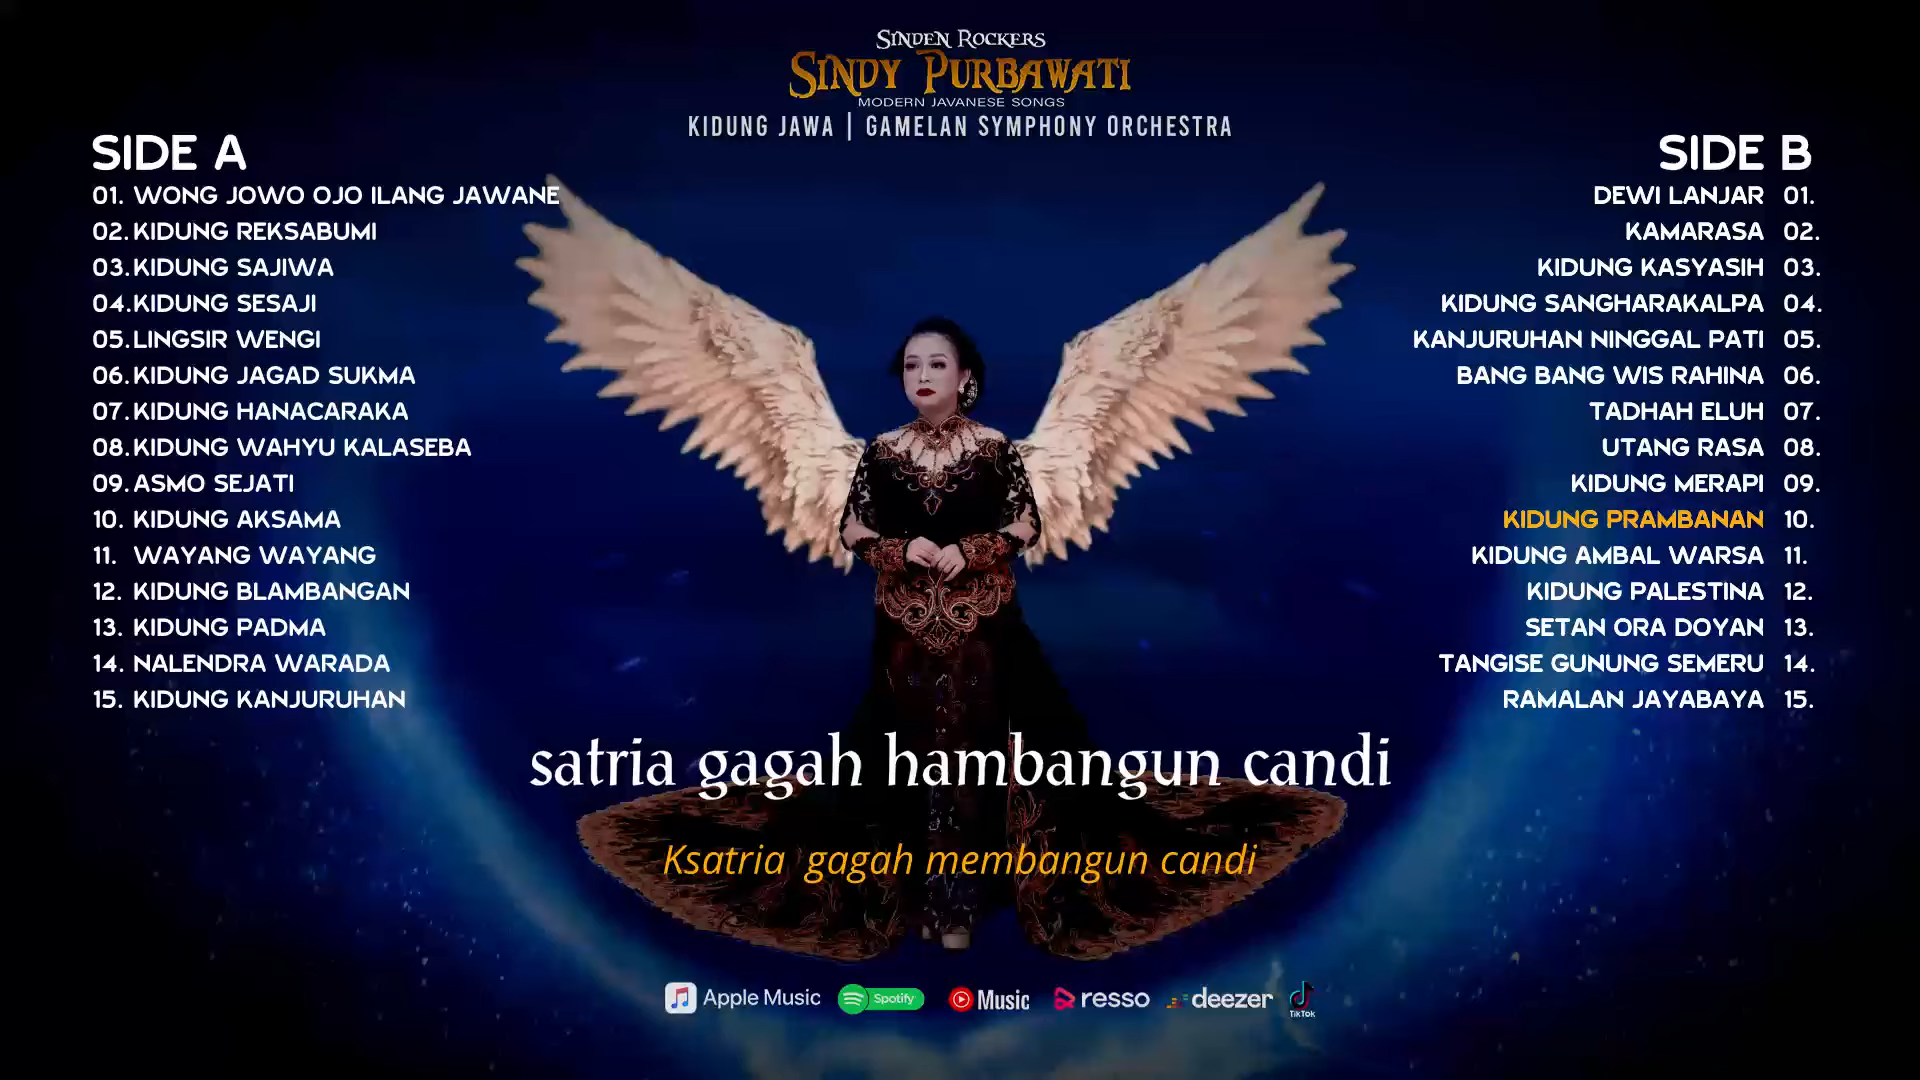 SINDEN ROCKERS
SINDY PURBAWATI
MODERN JAVANESE SONGS
KIDUNG JAWA | GAMELAN SYMPHONY ORCHESTRA
SIDE A
01. WONG JOWO OJO ILANG JAWANE
02. KIDUNG REKSABUMI
03. KIDUNG SAJIWA
04. KIDUNG SESAJI
05. LINGSIR WENGI
06. KIDUNG JAGAD SUKMA
07. KIDUNG HANACARAKA
08. KIDUNG WAHYU KALASEBA
09. ASMO SEJATI
10. KIDUNG AKSAMA
11. WAYANG WAYANG
12. KIDUNG BLAMBANGAN
13. KIDUNG PADMA
14. NALENDRA WARADA
15. KIDUNG KANJURUHAN
SIDE B
DEWI LANJAR 01.
KAMARASA 02.
KIDUNG KASYASIH 03.
KIDUNG SANGHARAKALPA 04.
KANJURUHAN NINGGAL PATI 05.
BANG BANG WIS RAHINA 06.
TADHAH ELUH 07.
UTANG RASA 08.
KIDUNG MERAPI 09.
KIDUNG PRAMBANAN 10.
KIDUNG AMBAL WARSA 11.
KIDUNG PALESTINA 12.
SETAN ORA DOYAN 13.
TANGISE GUNUNG SEMERU 14.
RAMALAN JAYABAYA 15.
satria gagah hambangun candi
Ksatria gagah membangun candi
Apple Music Spotify Music resso deezer TikTok